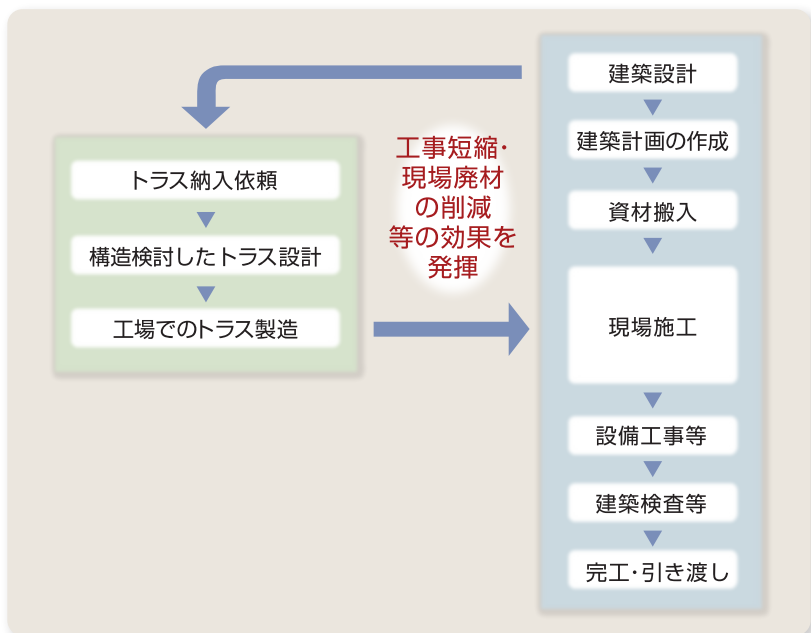 トラス納入依頼
構造検討したトラス設計
工場でのトラス製造
工事短縮・
現場廃材
の削減
等の効果を
発揮
建築設計
建築計画の作成
資材搬入
現場施工
設備工事等
建築検査等
完工・引き渡し